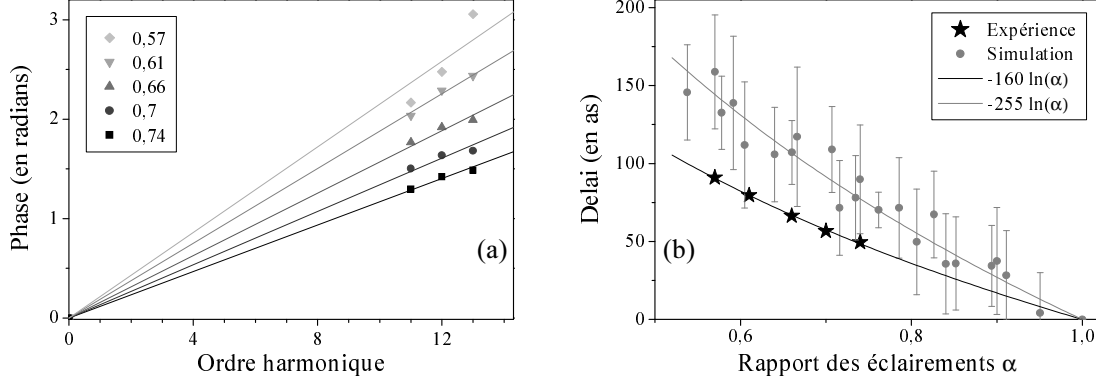 Phase (en radians)
3
2
1
0
0,57
0,61
0,66
0,7
0,74
(a)
0 4 8 12
Ordre harmonique
Delai (en as)
200
150
100
50
0
Expérience
Simulation
-160 ln(α)
-255 ln(α)
(b)
0,6 0,8 1,0
Rapport des éclairements α